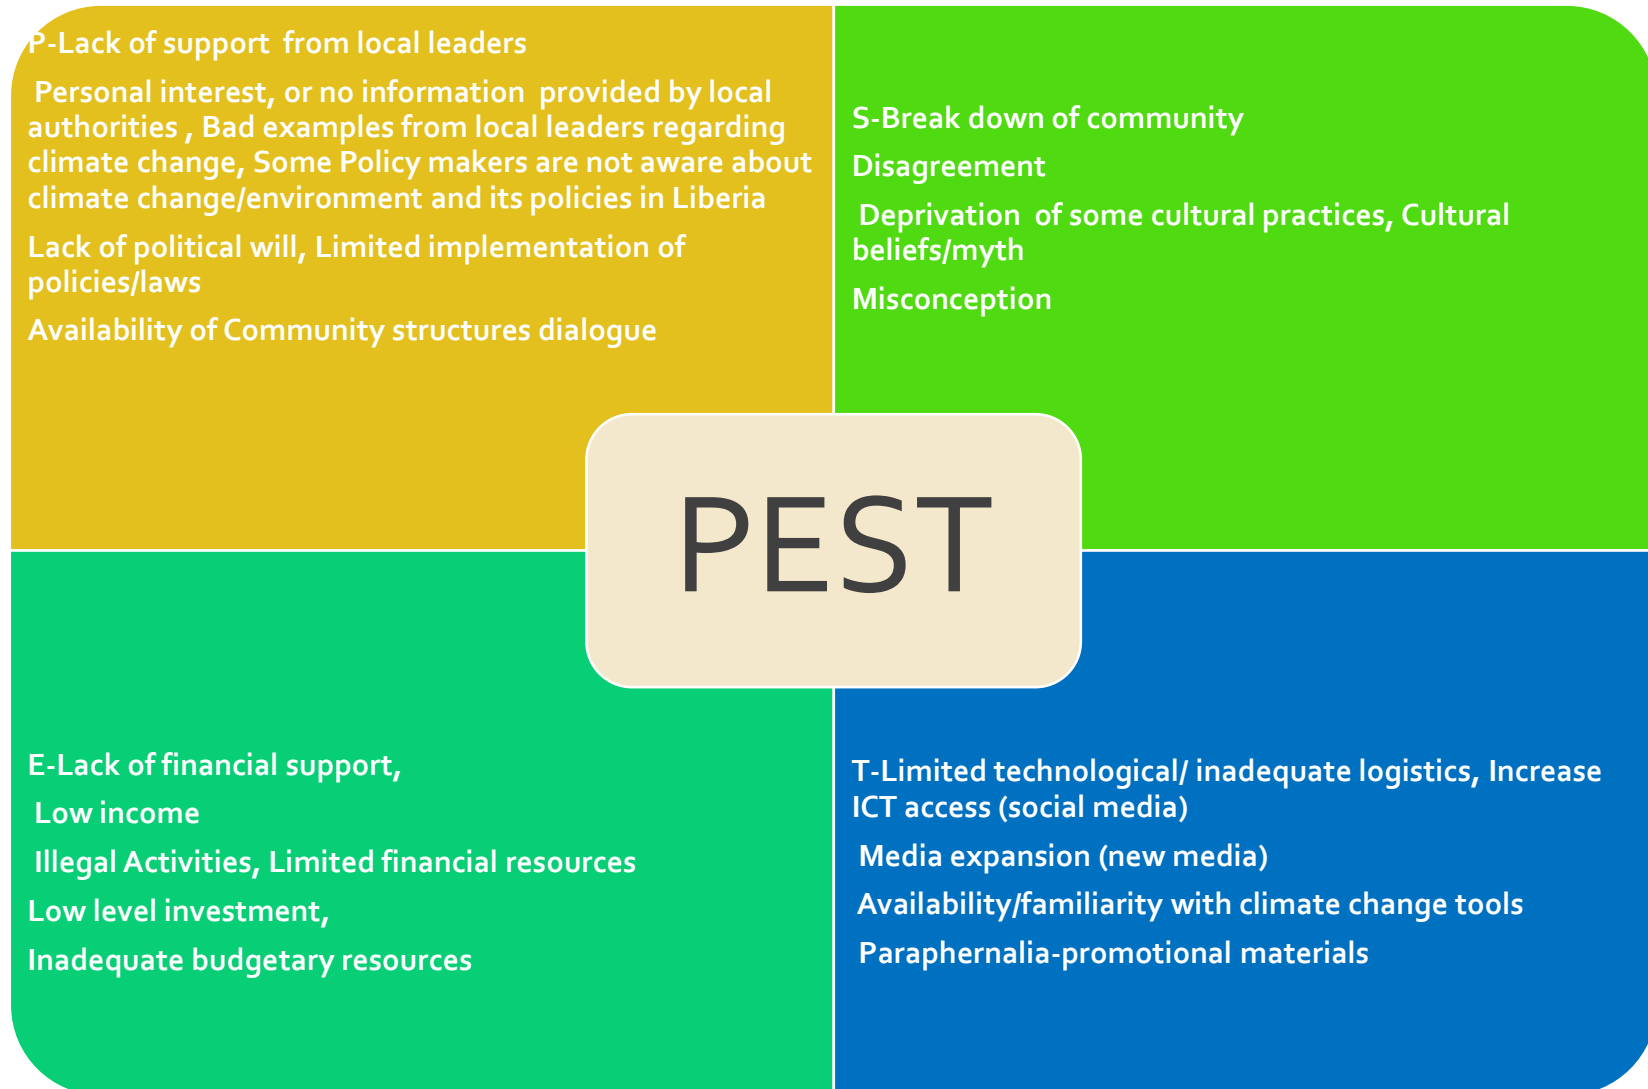 P-Lack of support from local leaders
Personal interest, or no information provided by local
authorities , Bad examples from local leaders regarding
climate change, Some Policy makers are not aware about
climate change/environment and its policies in Liberia
Lack of political will, Limited implementation of
policies/laws
Availability of Community structures dialogue
S-Break down of community
Disagreement
Deprivation of some cultural practices, Cultural
beliefs/myth
Misconception
PEST
E-Lack of financial support,
Low income
Illegal Activities, Limited financial resources
Low level investment,
Inadequate budgetary resources
T-Limited technological/ inadequate logistics, Increase
ICT access (social media)
Media expansion (new media)
Availability/familiarity with climate change tools
Paraphernalia-promotional materials